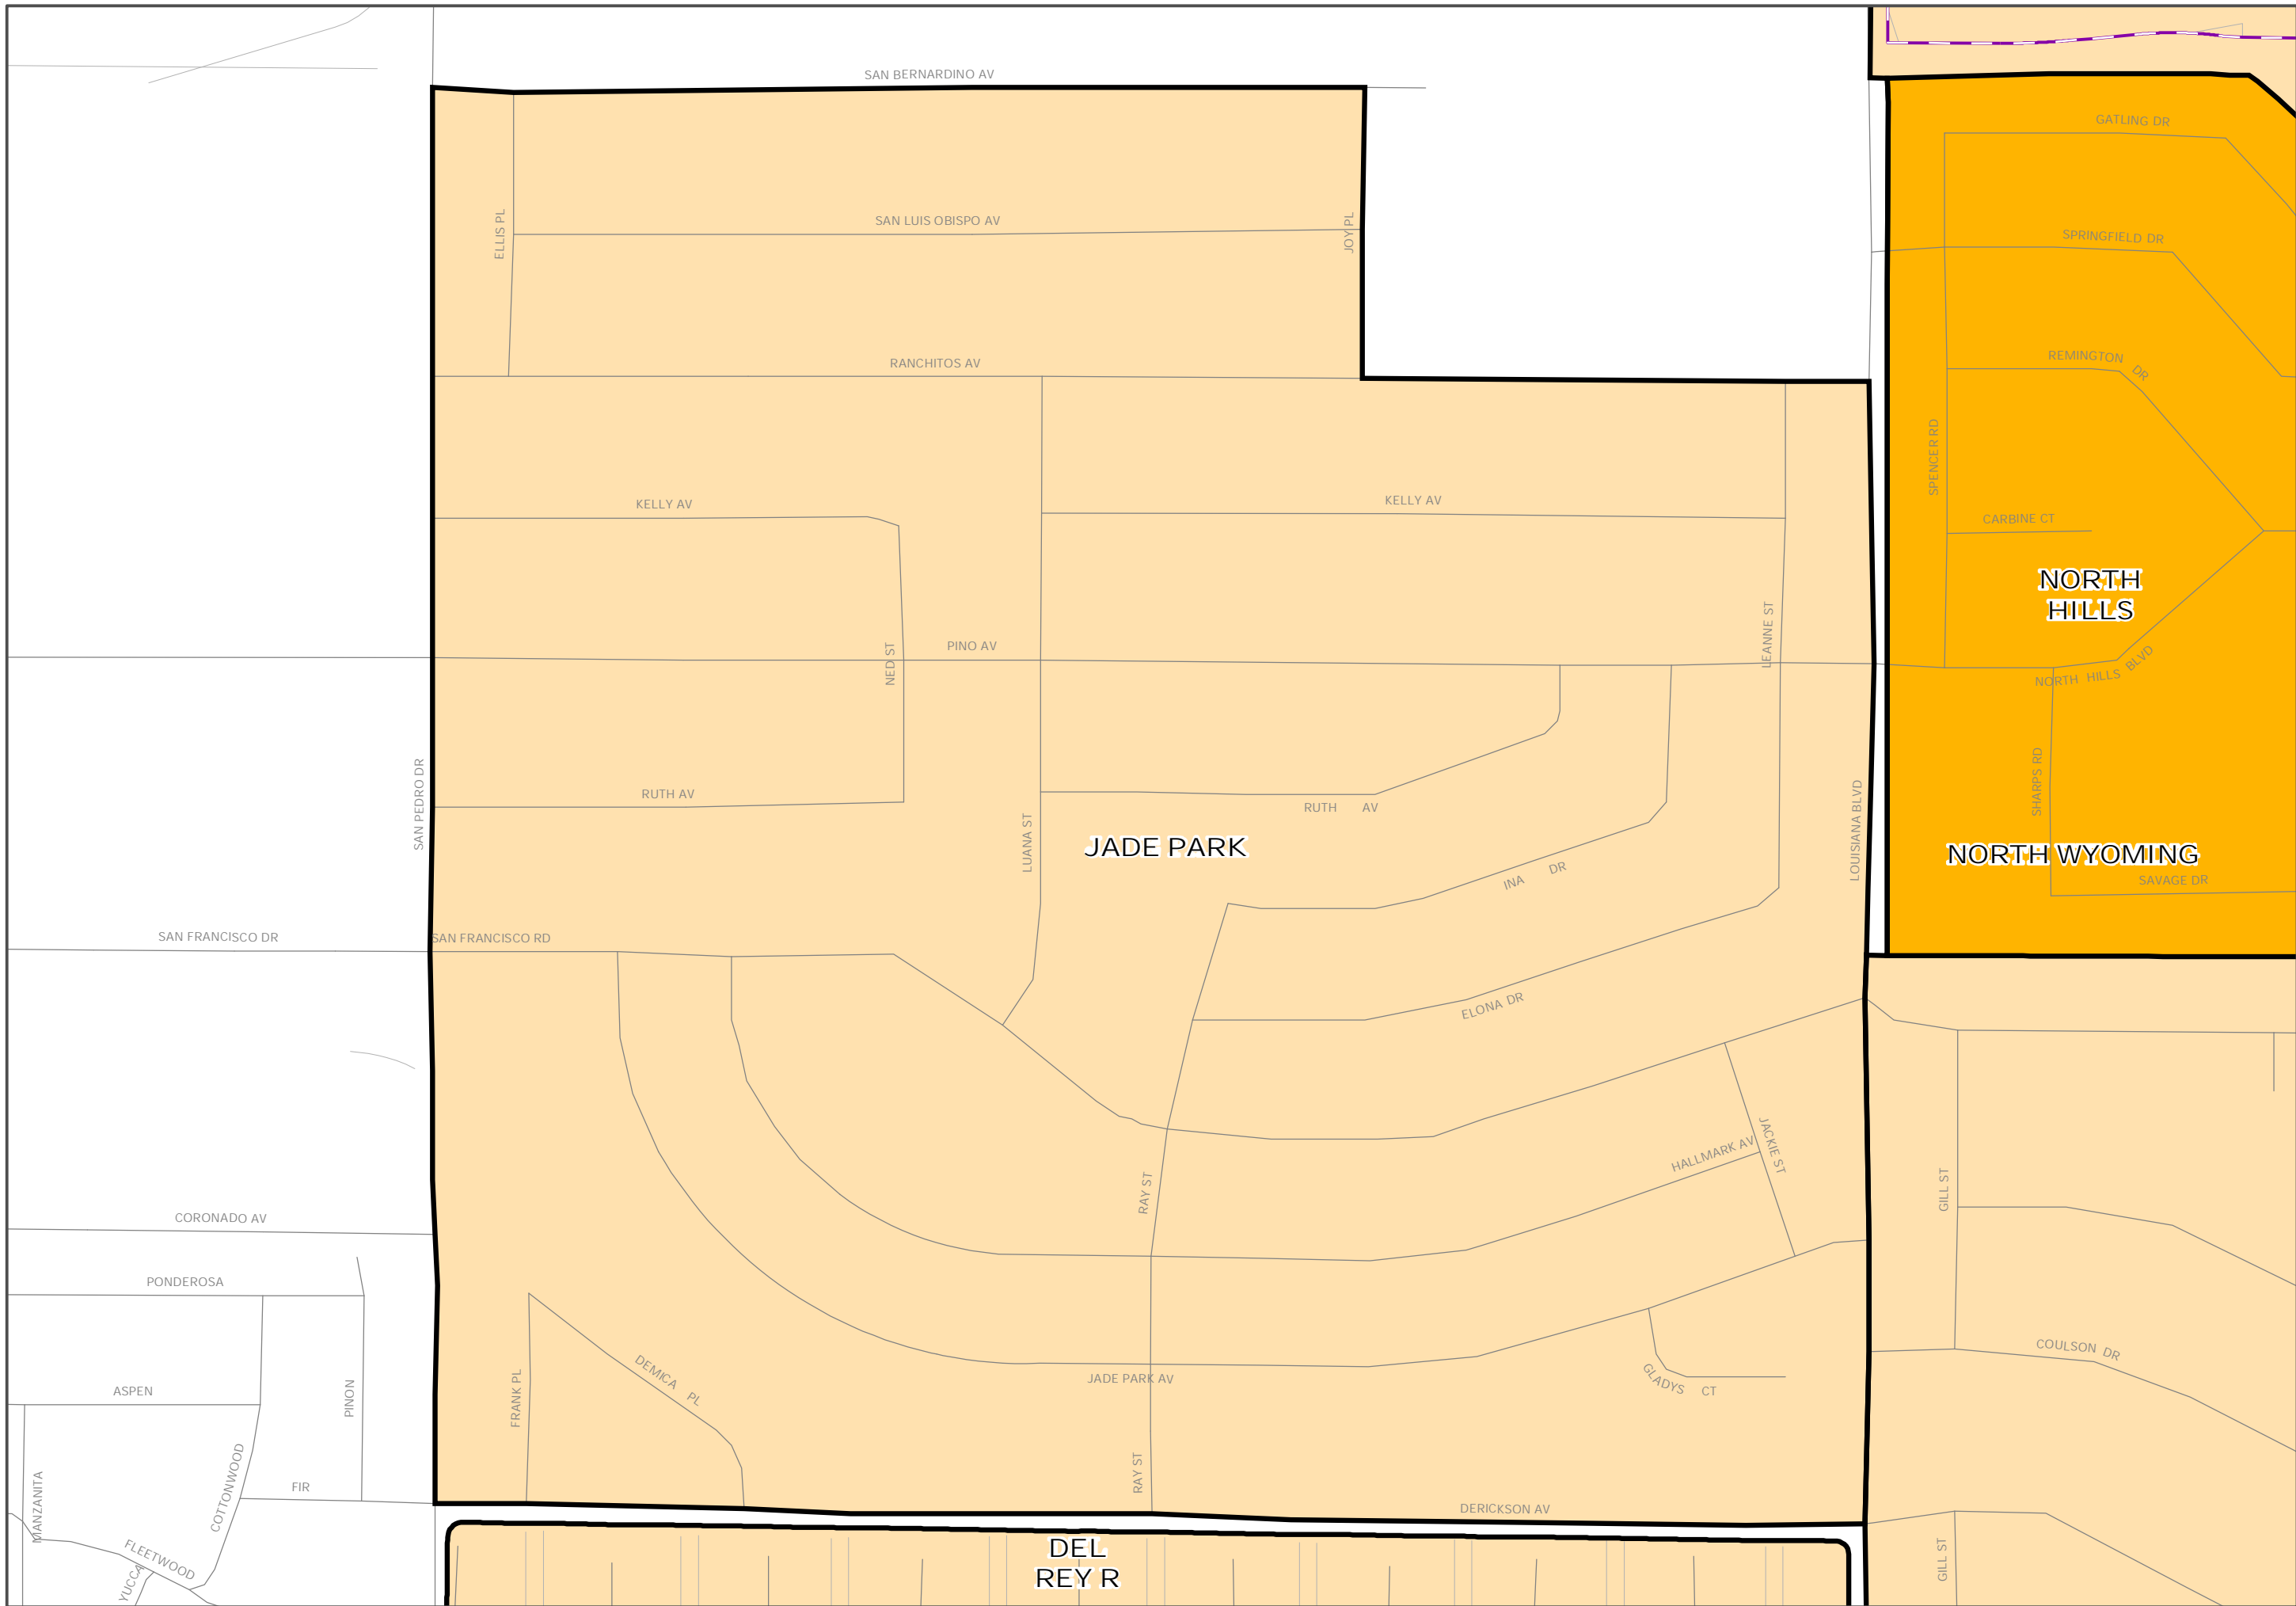 SAN BERNARDINO AV
GATLING DR
ELLIS PL
SAN LUIS OBISPO AV
JOY PL
SPRINGFIELD DR
RANCHITOS AV
REMINGTON DR
SPENCER RD
KELLY AV
KELLY AV
CARBINE CT
NORTH
HILLS
NED ST
PINO AV
LEANNE ST
NORTH HILLS BLVD
SAN PEDRO DR
RUTH AV
RUTH AV
LUANA ST
JADE PARK
LOUISIANA BLVD
SHARPS RD
NORTH WYOMING
INA DR
SAVAGE DR
SAN FRANCISCO DR
SAN FRANCISCO RD
ELONA DR
HALLMARK AV
JACKIE ST
RAY ST
GILL ST
CORONADO AV
PONDEROSA
COULSON DR
DEMICA PL
FRANK PL
JADE PARK AV
GLADYS CT
ASPEN
PINON
COTTONWOOD
FIR
RAY ST
MANZANITA
DERICKSON AV
FLEETWOOD
YUCCA
DEL
REY R
GILL ST